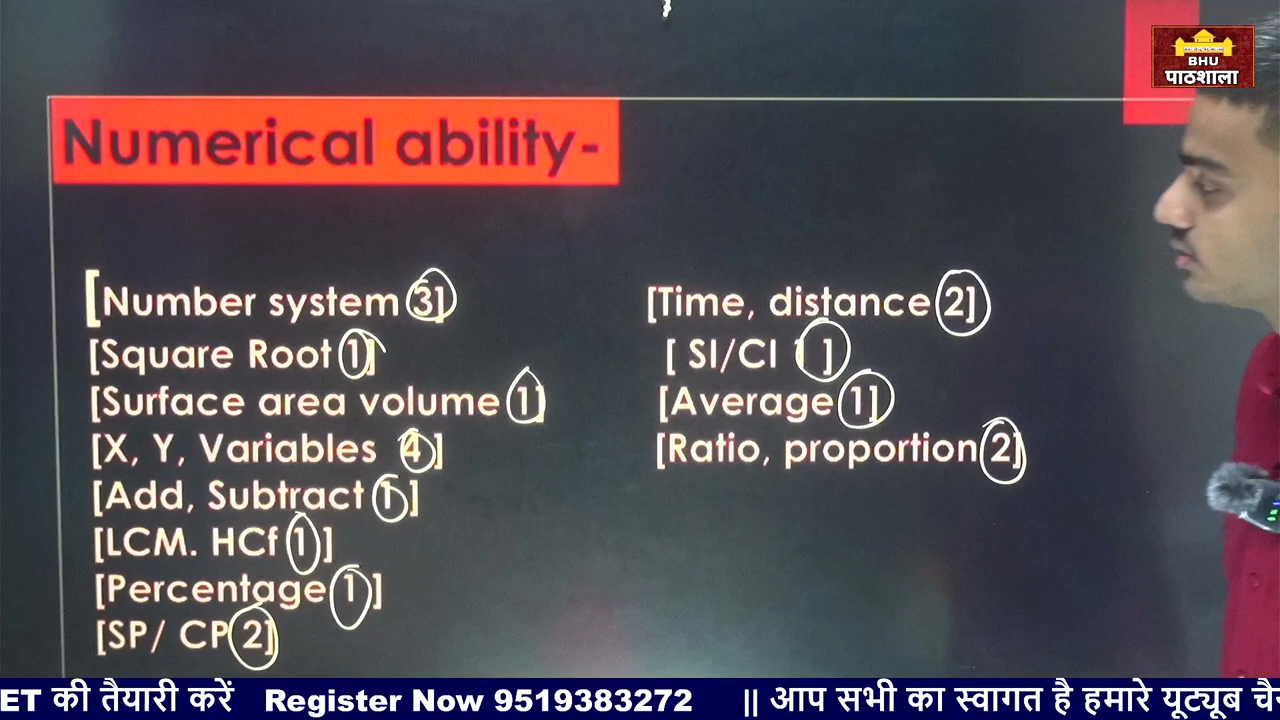 BHU
पाठशाला
Numerical ability-
[Number system 3]
[Square Root 1]
[Surface area volume 1]
[X, Y, Variables 4]
[Add, Subtract 1]
[LCM. HCf 1]
[Percentage 1]
[SP/ CP 2]
[Time, distance 2]
[ SI/CI 1 ]
[Average 1]
[Ratio, proportion 2]
ET की तैयारी करें Register Now 9519383272 || आप सभी का स्वागत है हमारे यूट्यूब चै